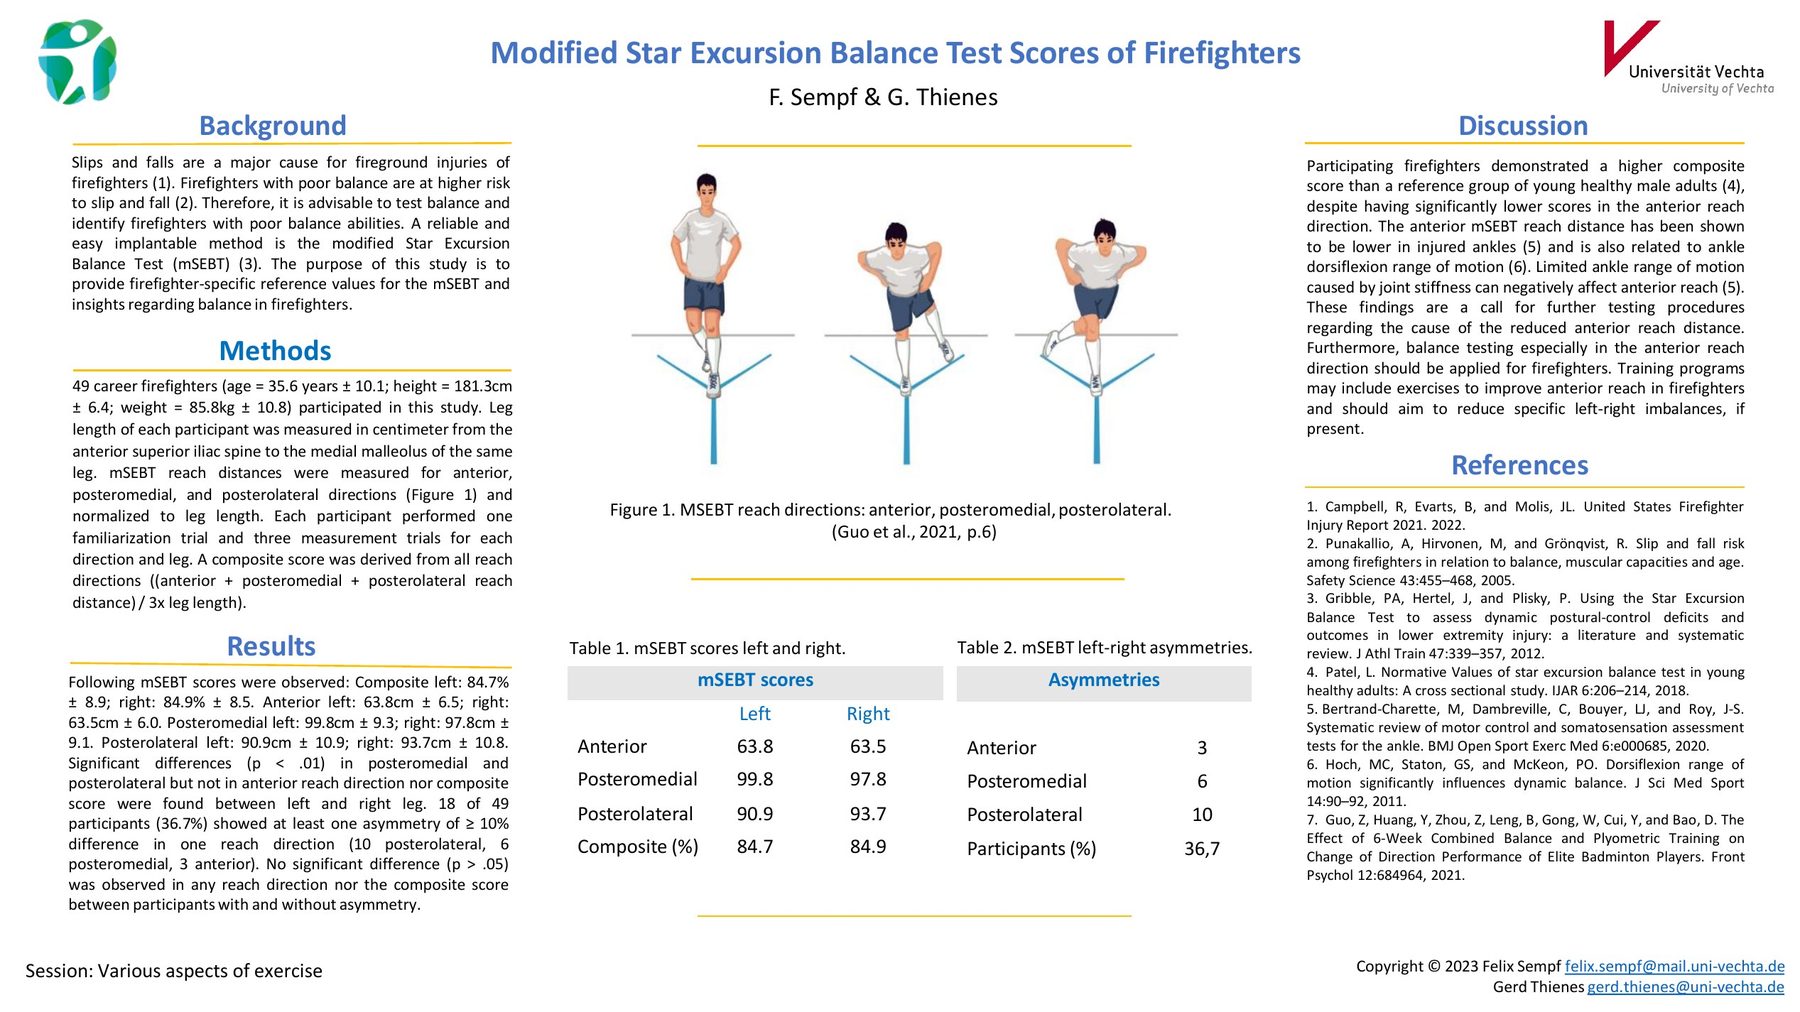 Modified Star Excursion Balance Test Scores of Firefighters
F. Sempf & G. Thienes
Universität Vechta
University of Vechta
Background
Slips and falls are a major cause for fireground injuries of
firefighters (1). Firefighters with poor balance are at higher risk
to slip and fall (2). Therefore, it is advisable to test balance and
identify firefighters with poor balance abilities. A reliable and
easy implantable method is the modified Star Excursion
Balance Test (mSEBT) (3). The purpose of this study is to
provide firefighter-specific reference values for the mSEBT and
insights regarding balance in firefighters.
Methods
49 career firefighters (age = 35.6 years ± 10.1; height = 181.3cm
± 6.4; weight = 85.8kg ± 10.8) participated in this study. Leg
length of each participant was measured in centimeter from the
anterior superior iliac spine to the medial malleolus of the same
leg. mSEBT reach distances were measured for anterior,
posteromedial, and posterolateral directions (Figure 1) and
normalized to leg length. Each participant performed one
familiarization trial and three measurement trials for each
direction and leg. A composite score was derived from all reach
directions ((anterior + posteromedial + posterolateral reach
distance) / 3x leg length).
Results
Following mSEBT scores were observed: Composite left: 84.7%
± 8.9; right: 84.9% ± 8.5. Anterior left: 63.8cm ± 6.5; right:
63.5cm ± 6.0. Posteromedial left: 99.8cm ± 9.3; right: 97.8cm ±
9.1. Posterolateral left: 90.9cm ± 10.9; right: 93.7cm ± 10.8.
Significant differences (p < .01) in posteromedial and
posterolateral but not in anterior reach direction nor composite
score were found between left and right leg. 18 of 49
participants (36.7%) showed at least one asymmetry of ≥ 10%
difference in one reach direction (10 posterolateral, 6
posteromedial, 3 anterior). No significant difference (p > .05)
was observed in any reach direction nor the composite score
between participants with and without asymmetry.
Figure 1. MSEBT reach directions: anterior, posteromedial, posterolateral.
(Guo et al., 2021, p.6)
Table 1. mSEBT scores left and right.
mSEBT scores
Left Right
Anterior 63.8 63.5
Posteromedial 99.8 97.8
Posterolateral 90.9 93.7
Composite (%) 84.7 84.9
Table 2. mSEBT left-right asymmetries.
Asymmetries
Anterior 3
Posteromedial 6
Posterolateral 10
Participants (%) 36,7
Discussion
Participating firefighters demonstrated a higher composite
score than a reference group of young healthy male adults (4),
despite having significantly lower scores in the anterior reach
direction. The anterior mSEBT reach distance has been shown
to be lower in injured ankles (5) and is also related to ankle
dorsiflexion range of motion (6). Limited ankle range of motion
caused by joint stiffness can negatively affect anterior reach (5).
These findings are a call for further testing procedures
regarding the cause of the reduced anterior reach distance.
Furthermore, balance testing especially in the anterior reach
direction should be applied for firefighters. Training programs
may include exercises to improve anterior reach in firefighters
and should aim to reduce specific left-right imbalances, if
present.
References
1. Campbell, R, Evarts, B, and Molis, JL. United States Firefighter
Injury Report 2021. 2022.
2. Punakallio, A, Hirvonen, M, and Grönqvist, R. Slip and fall risk
among firefighters in relation to balance, muscular capacities and age.
Safety Science 43:455–468, 2005.
3. Gribble, PA, Hertel, J, and Plisky, P. Using the Star Excursion
Balance Test to assess dynamic postural-control deficits and
outcomes in lower extremity injury: a literature and systematic
review. J Athl Train 47:339–357, 2012.
4. Patel, L. Normative Values of star excursion balance test in young
healthy adults: A cross sectional study. IJAR 6:206–214, 2018.
5. Bertrand-Charette, M, Dambreville, C, Bouyer, LJ, and Roy, J-S.
Systematic review of motor control and somatosensation assessment
tests for the ankle. BMJ Open Sport Exerc Med 6:e000685, 2020.
6. Hoch, MC, Staton, GS, and McKeon, PO. Dorsiflexion range of
motion significantly influences dynamic balance. J Sci Med Sport
14:90–92, 2011.
7. Guo, Z, Huang, Y, Zhou, Z, Leng, B, Gong, W, Cui, Y, and Bao, D. The
Effect of 6-Week Combined Balance and Plyometric Training on
Change of Direction Performance of Elite Badminton Players. Front
Psychol 12:684964, 2021.
Session: Various aspects of exercise
Copyright © 2023 Felix Sempf felix.sempf@mail.uni-vechta.de
Gerd Thienes gerd.thienes@uni-vechta.de